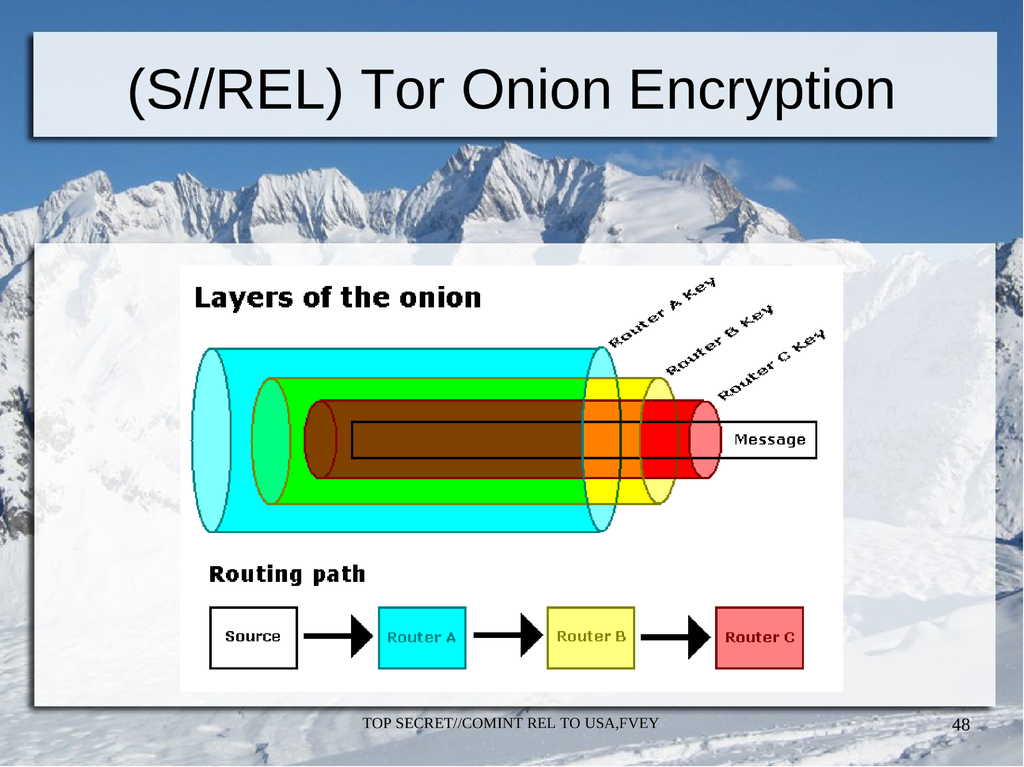 (S//REL) Tor Onion Encryption
Layers of the onion
Router A Key
Router B Key
Router C Key
Message
Routing path
Source
Router A
Router B
Router C
TOP SECRET//COMINT REL TO USA,FVEY
48